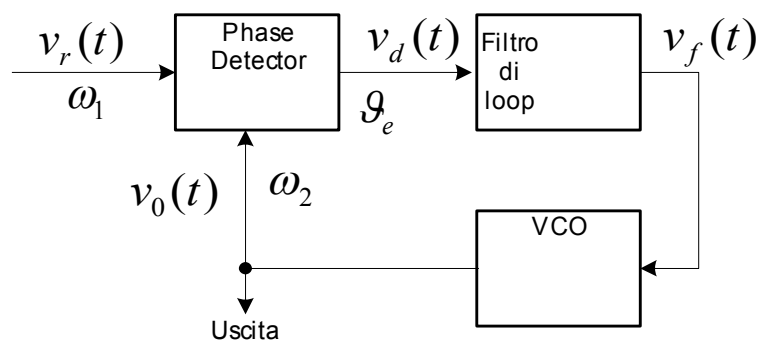 v_r(t)
ω_1
Phase
Detector
v_d(t)
ϑ_e
Filtro
di
loop
v_f(t)
v_0(t)
ω_2
VCO
Uscita